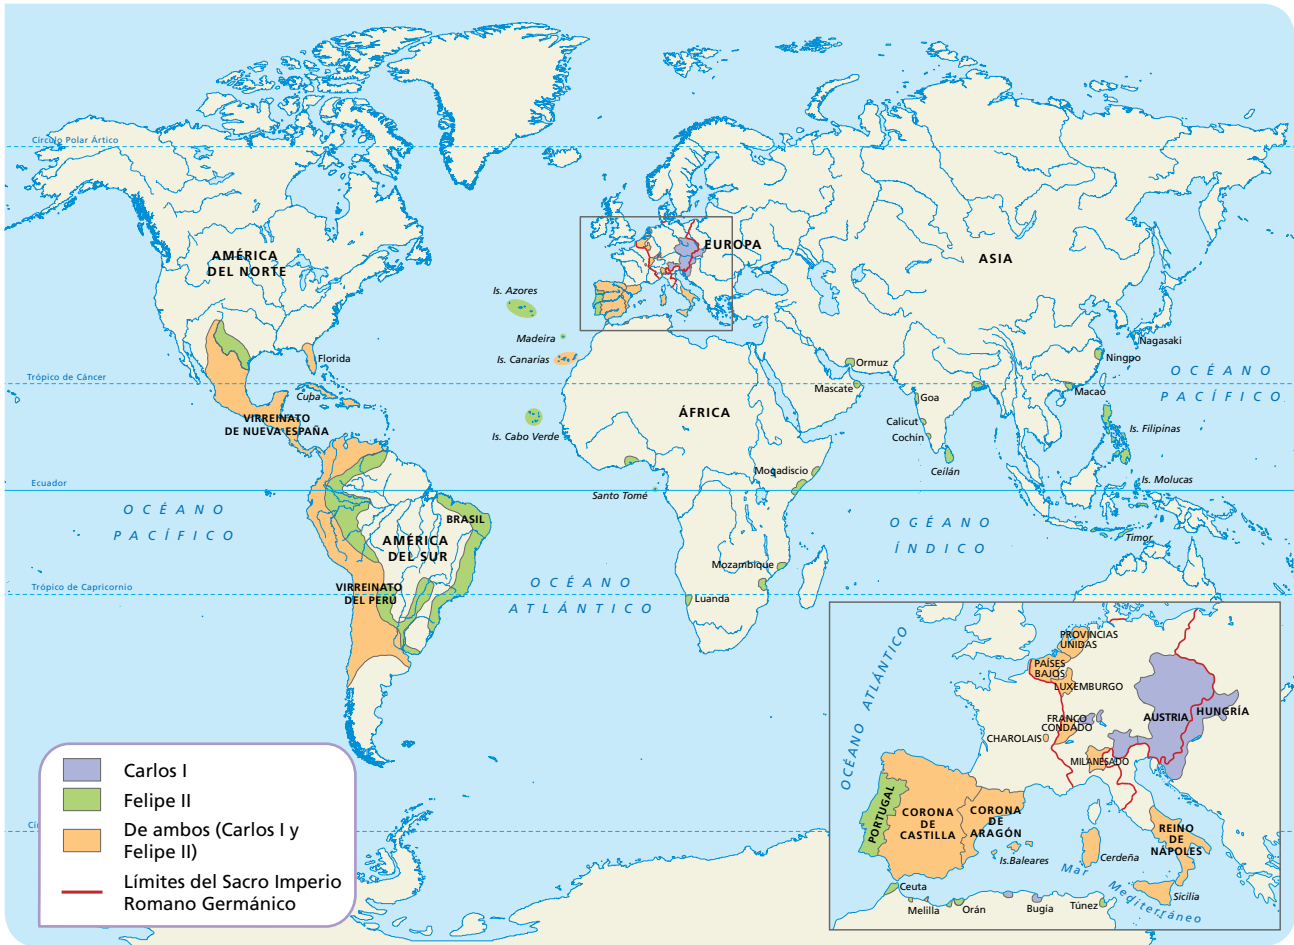 Círculo Polar Ártico
AMÉRICA
DEL NORTE
EUROPA
ASIA
Is. Azores
Madeira
Is. Canarias
Florida
Trópico de Cáncer
Cuba
VIRREINATO
DE NUEVA ESPAÑA
Is. Cabo Verde
ÁFRICA
Ormuz
Mascate
Goa
Calicut
Cochín
Ceilán
Nagasaki
Ningpo
Macao
OCÉANO
PACÍFICO
Is. Filipinas
Is. Molucas
Mogadiscio
Santo Tomé
Ecuador
OCÉANO
PACÍFICO
BRASIL
AMÉRICA
DEL SUR
OGÉANO
ÍNDICO
Timor
Mozambique
Luanda
Trópico de Capricornio
VIRREINATO
DEL PERÚ
OCÉANO
ATLÁNTICO
OCÉANO ATLÁNTICO
PROVINCIAS
UNIDAS
PAÍSES
BAJOS
LUXEMBURGO
FRANCO
CONDADO
CHAROLAIS
AUSTRIA
HUNGRÍA
MILANESADO
PORTUGAL
CORONA
DE
CASTILLA
CORONA
DE
ARAGÓN
Is.Baleares
Cerdeña
REINO
DE
NÁPOLES
Sicilia
Mar Mediterráneo
Ceuta
Melilla
Orán
Bugía
Túnez
Carlos I
Felipe II
De ambos (Carlos I y
Felipe II)
Límites del Sacro Imperio
Romano Germánico